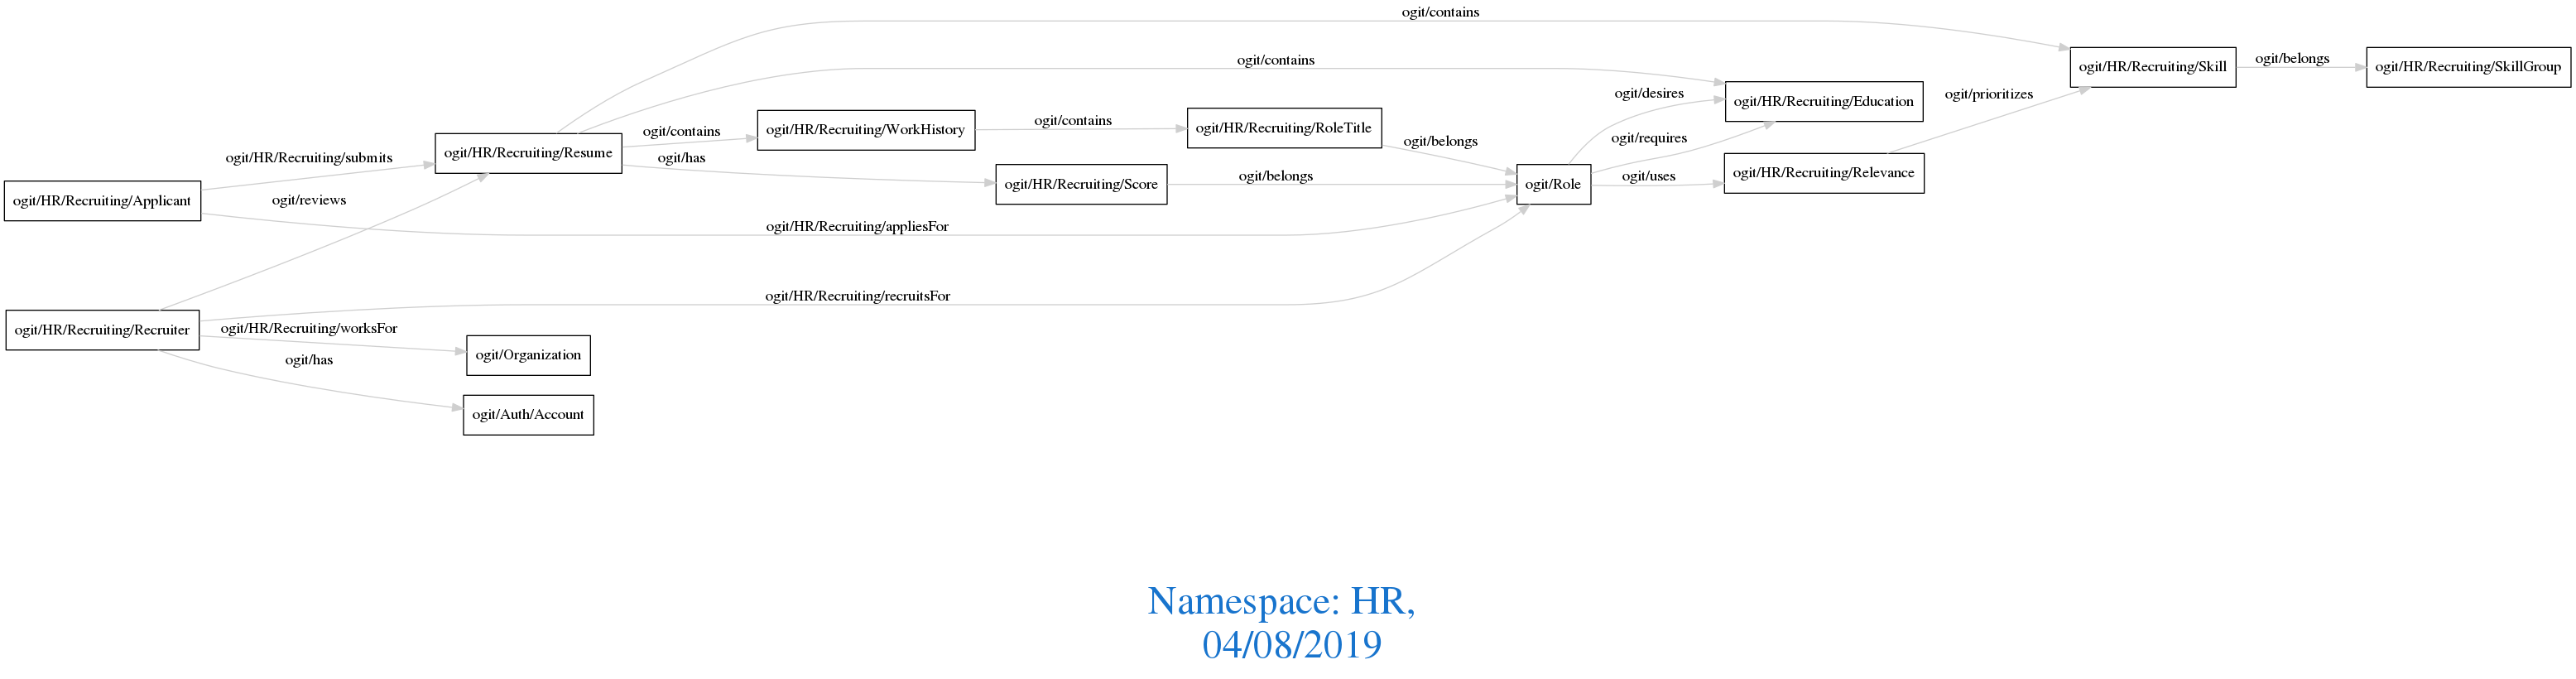 ogit/contains
ogit/HR/Recruiting/Skill
ogit/belongs
ogit/HR/Recruiting/SkillGroup
ogit/contains
ogit/desires
ogit/HR/Recruiting/Education
ogit/prioritizes
ogit/HR/Recruiting/Resume
ogit/contains
ogit/HR/Recruiting/WorkHistory
ogit/contains
ogit/HR/Recruiting/RoleTitle
ogit/belongs
ogit/requires
ogit/HR/Recruiting/submits
ogit/has
ogit/HR/Recruiting/Score
ogit/belongs
ogit/Role
ogit/uses
ogit/HR/Recruiting/Relevance
ogit/HR/Recruiting/Applicant
ogit/reviews
ogit/HR/Recruiting/appliesFor
ogit/HR/Recruiting/recruitsFor
ogit/HR/Recruiting/Recruiter
ogit/HR/Recruiting/worksFor
ogit/Organization
ogit/has
ogit/Auth/Account
Namespace: HR,
04/08/2019